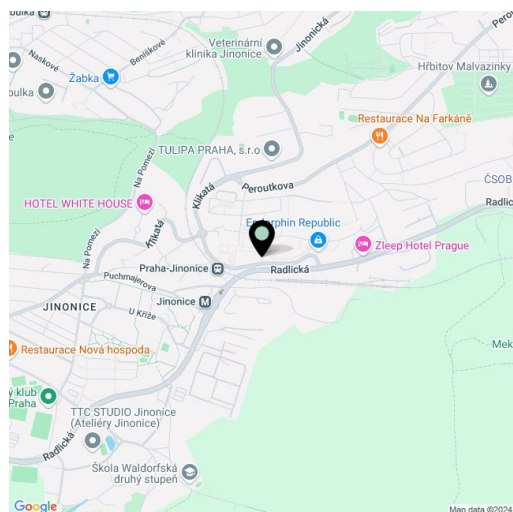 Naskové
Beníškové
Veterinární
klinika Jinonice
Jinonická
Peroutkova
Hřbitov Malvazinky
Žabka
oulka
Restaurace Na Farkáně
TULIPA PRAHA, s.r.o
Na Pomezí
Klikatá
Peroutkova
ČSOB
HOTEL WHITE HOUSE
Radlic
Klikatá
Endorphin Republic
Zleep Hotel Prague
Na Pomezí
Praha-Jinonice
Radlická
Puchmajerova
Jinonice
M
JINONICE
U Kříže
Restaurace Nová hospoda
Mek
ý klub
Praha
TTC STUDIO Jinonice
(Ateliéry Jinonice)
Radlická
Škola Waldorfská
druhý stupeň
Google
Map data ©2024